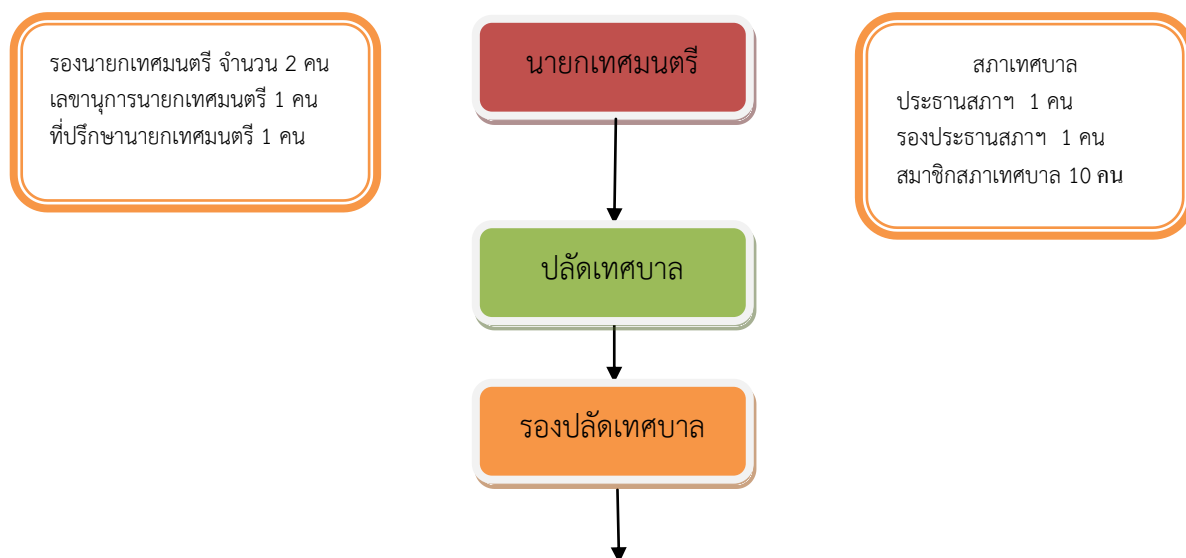 รองนายกเทศมนตรี จำนวน 2 คน
เลขานุการนายกเทศมนตรี 1 คน
ที่ปรึกษานายกเทศมนตรี 1 คน
นายกเทศมนตรี
สภาเทศบาล
ประธานสภาฯ 1 คน
รองประธานสภาฯ 1 คน
สมาชิกสภาเทศบาล 10 คน
ปลัดเทศบาล
รองปลัดเทศบาล